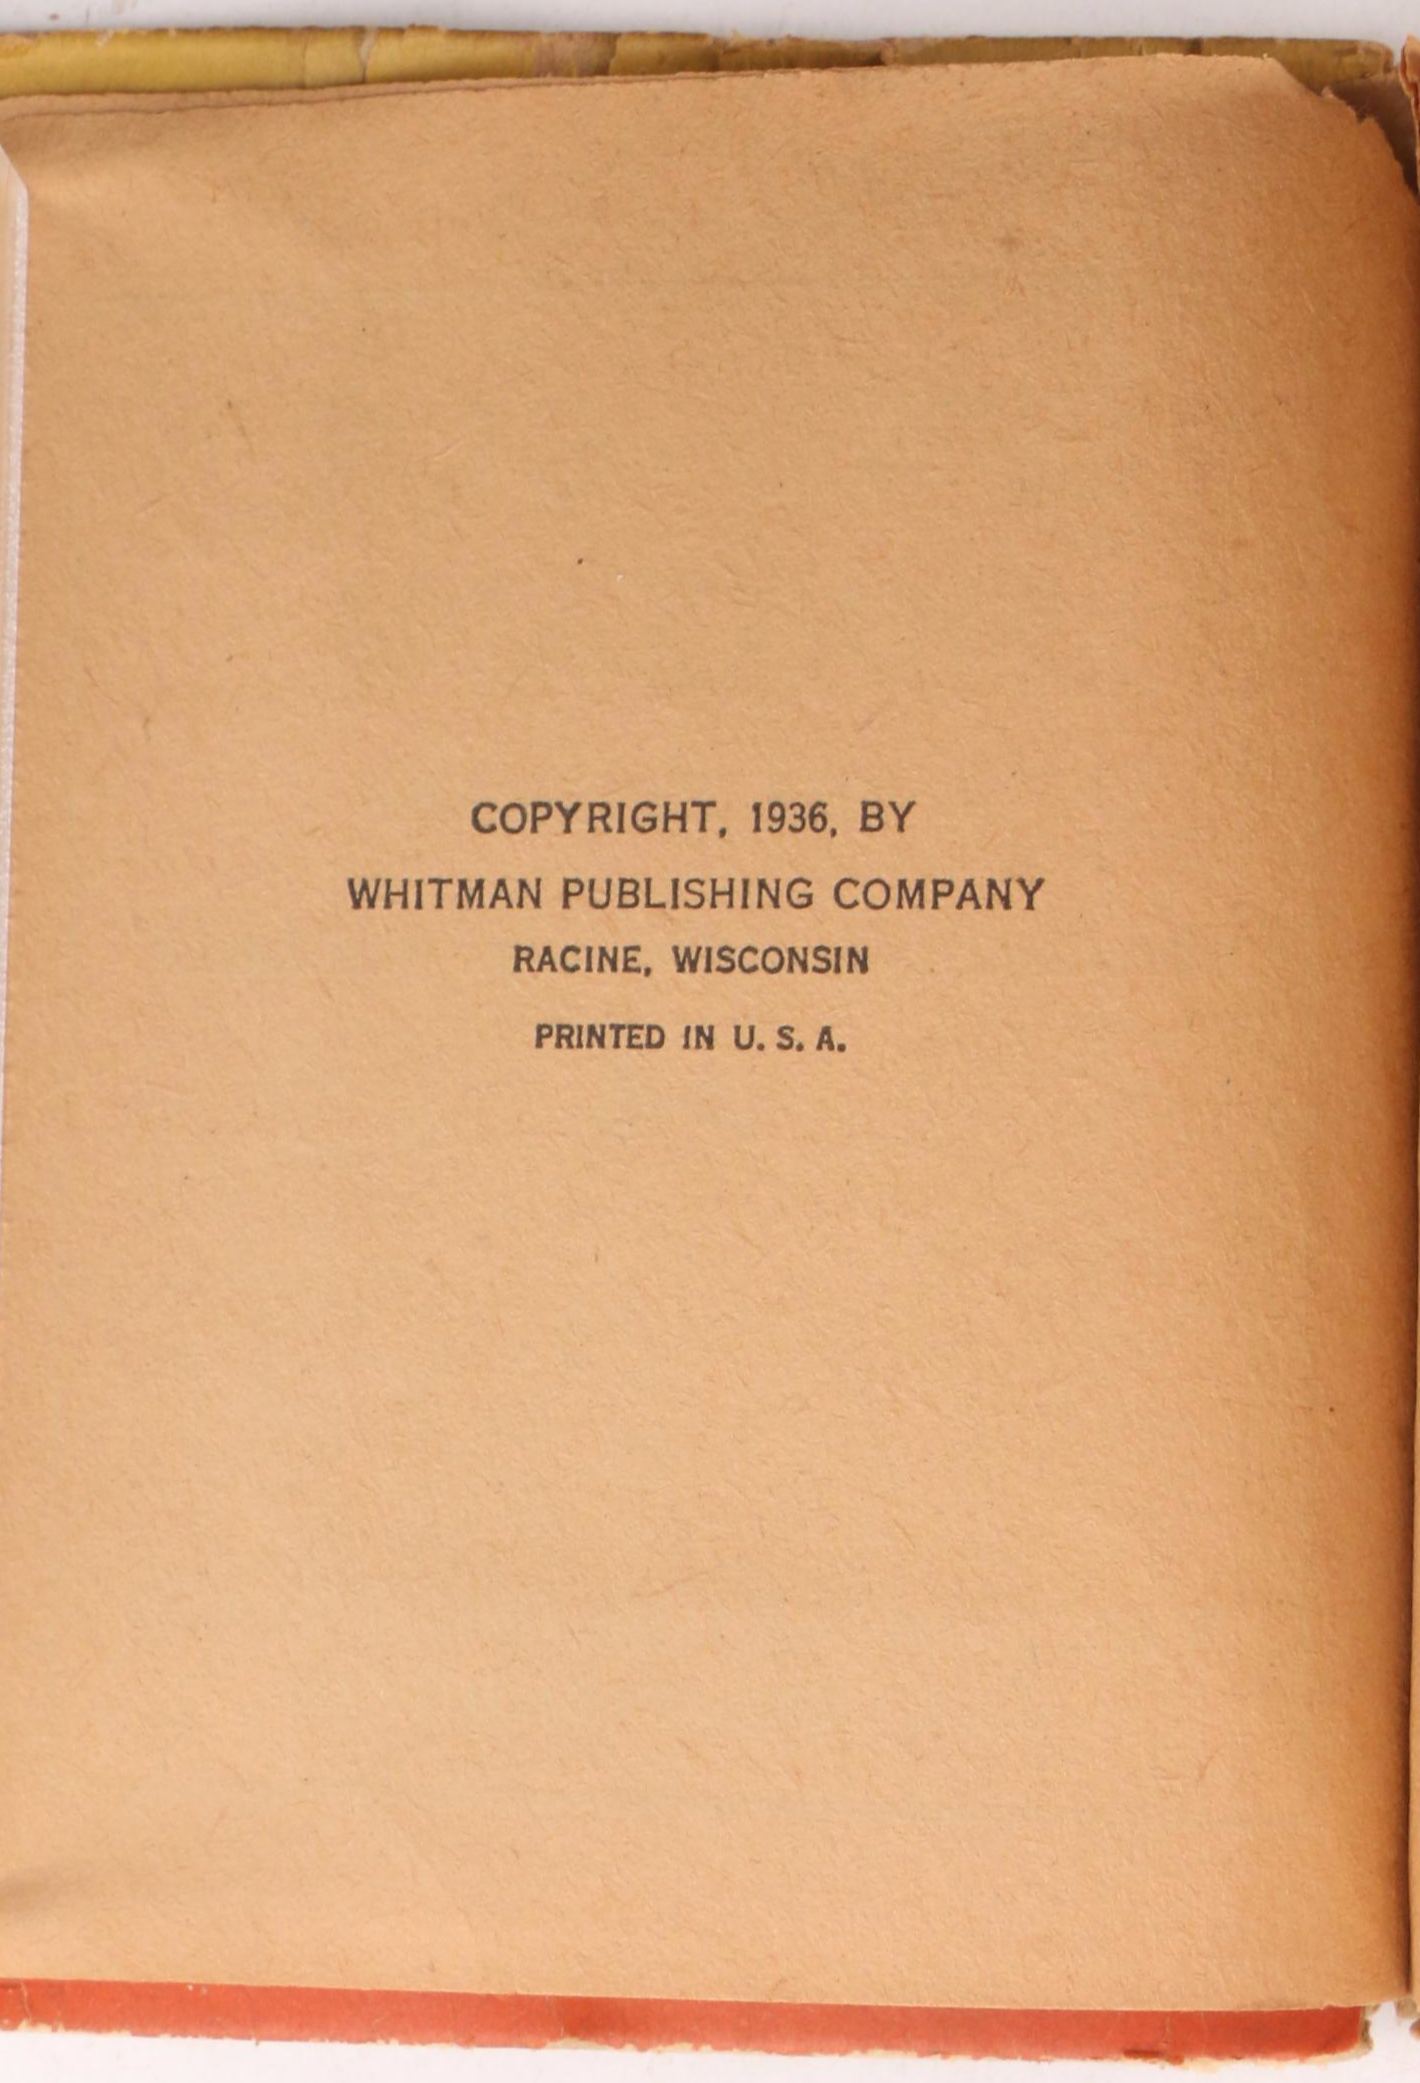 COPYRIGHT, 1936, BY
WHITMAN PUBLISHING COMPANY
RACINE, WISCONSIN
PRINTED IN U. S. A.